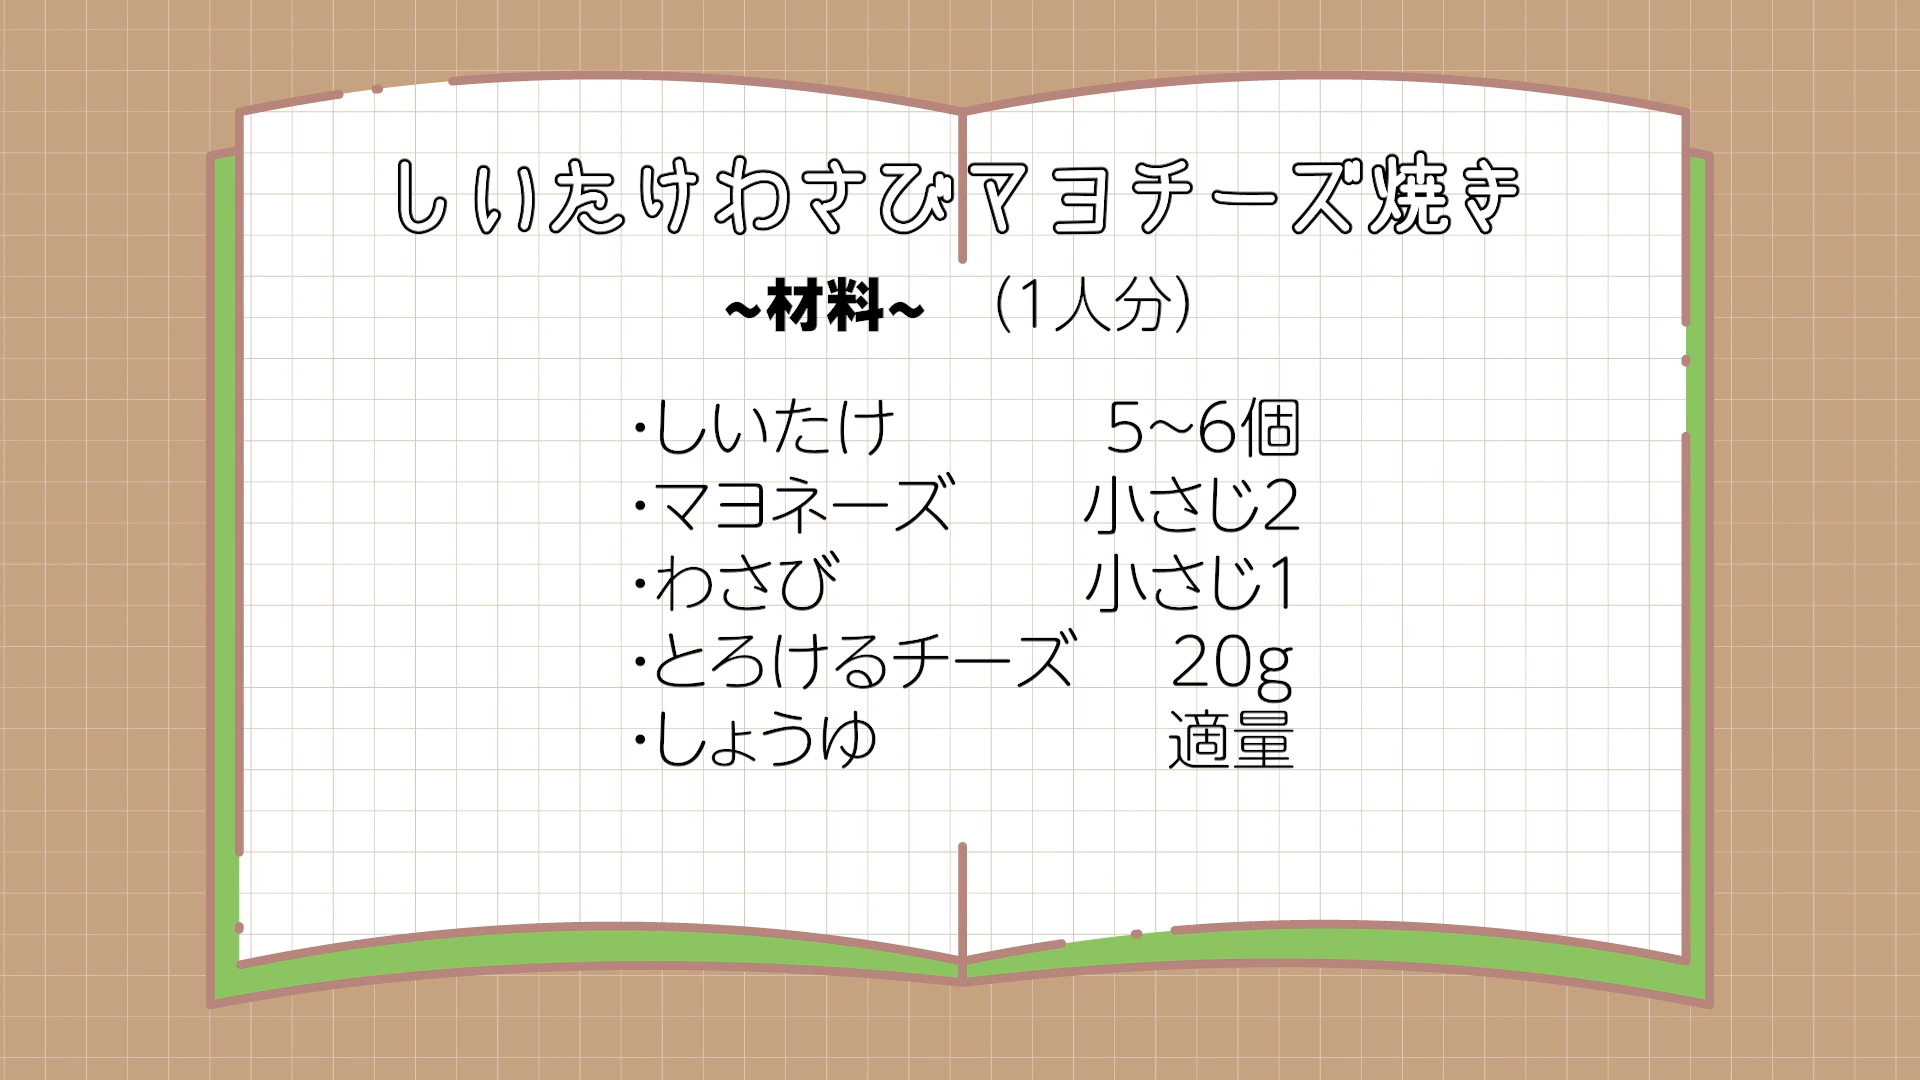 しいたけわさびマヨチーズ焼き
~材料~ (1人分)
・しいたけ 5~6個
・マヨネーズ 小さじ2
・わさび 小さじ1
・とろけるチーズ 20g
・しょうゆ 適量